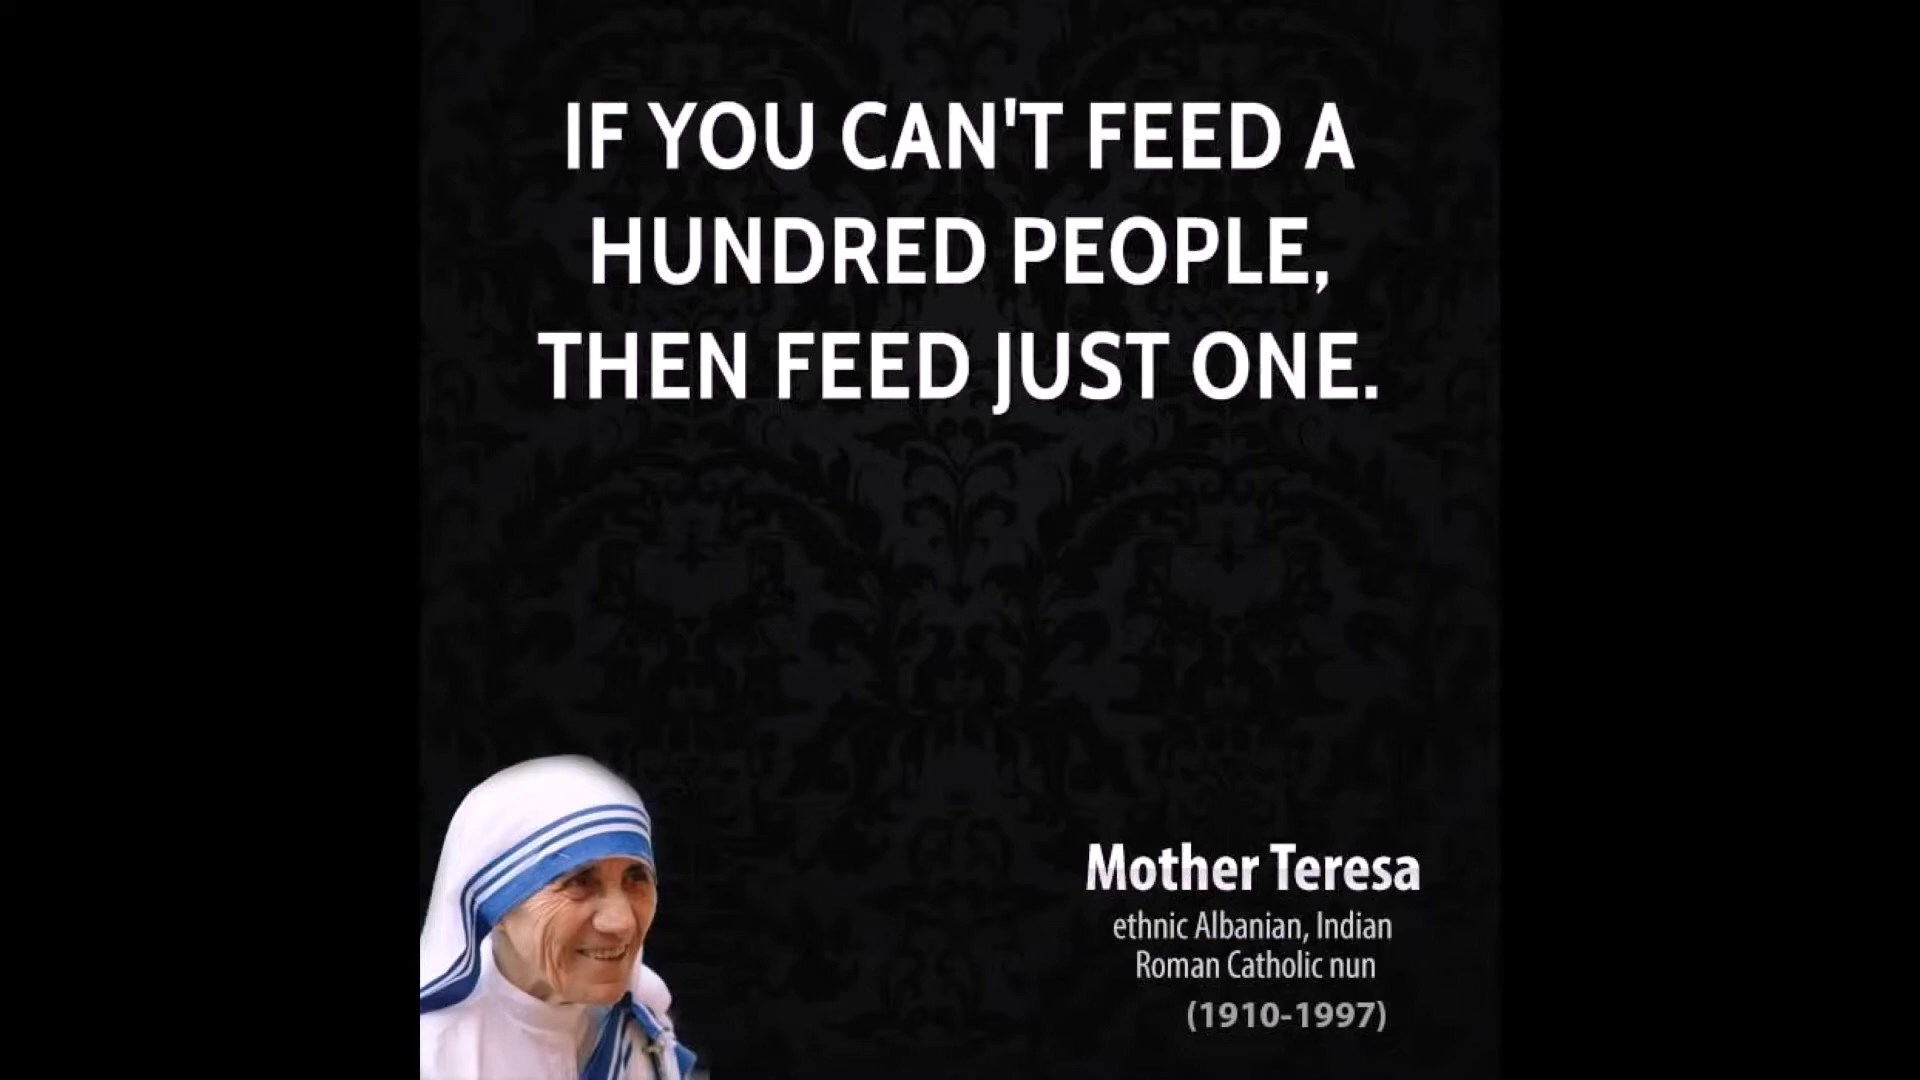 IF YOU CAN'T FEED A
HUNDRED PEOPLE,
THEN FEED JUST ONE.
Mother Teresa
ethnic Albanian, Indian
Roman Catholic nun
(1910-1997)